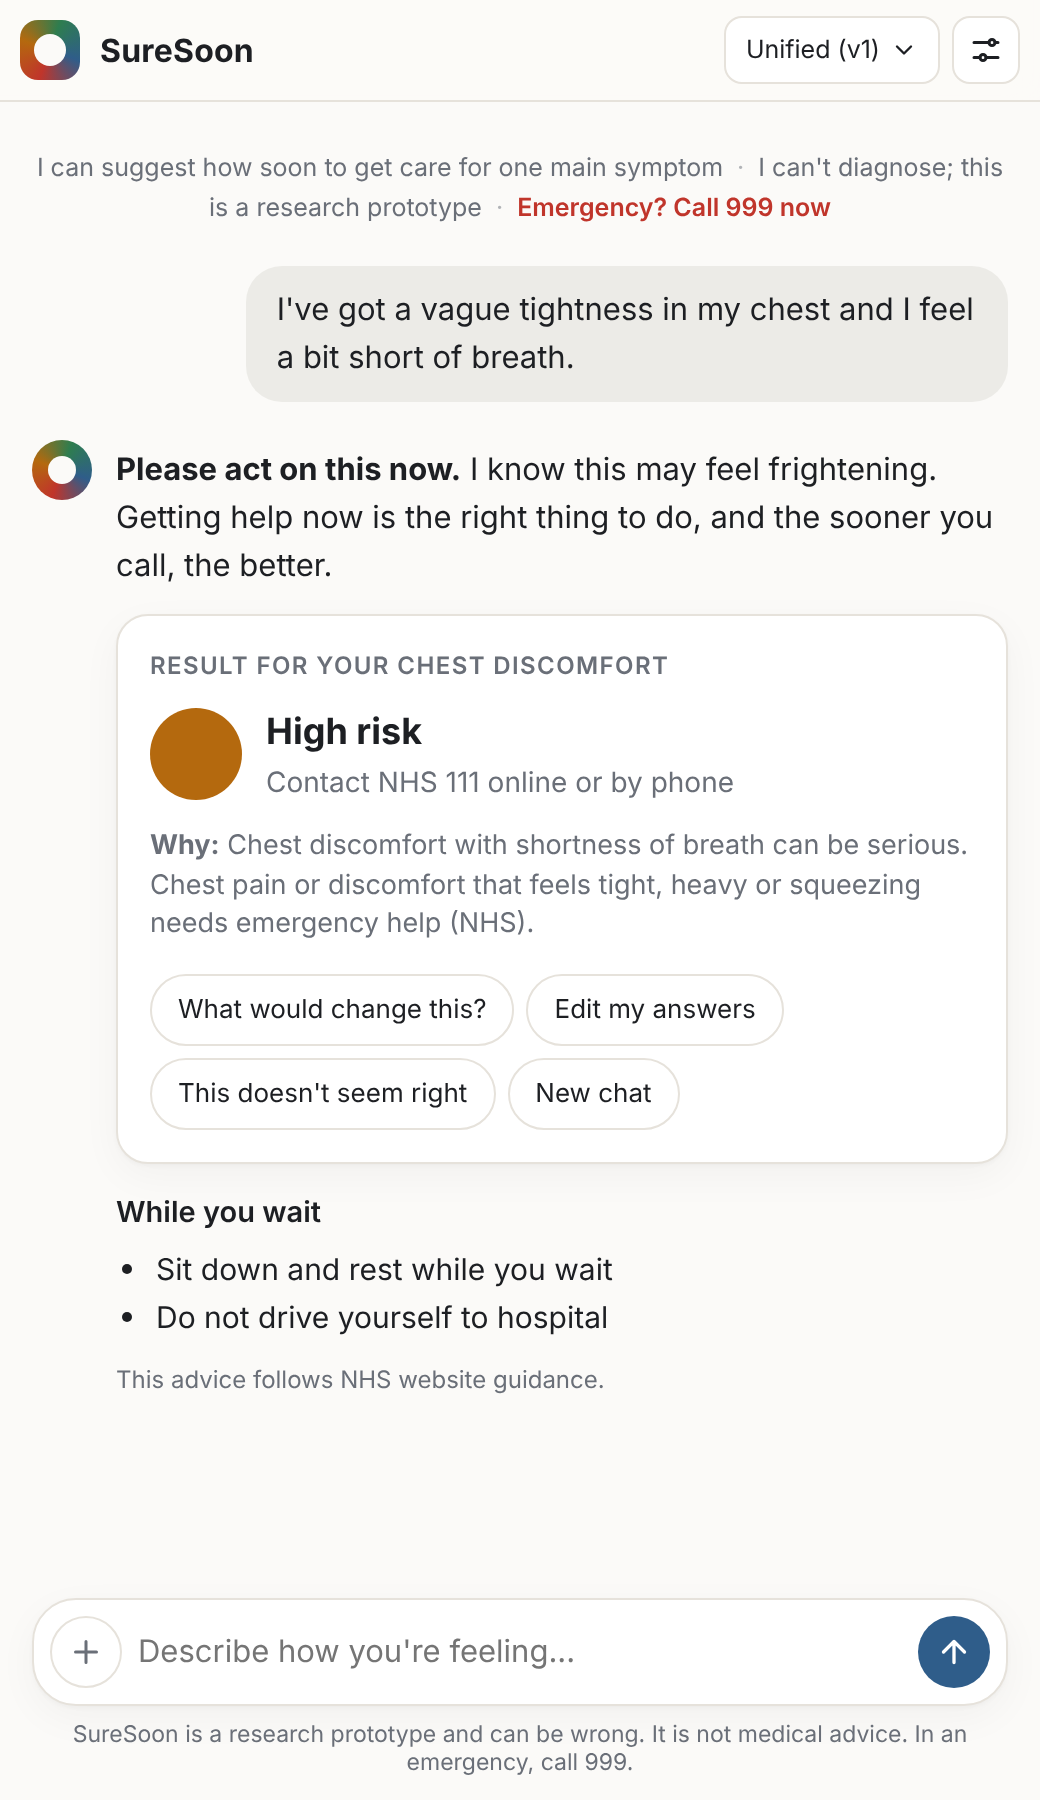 SureSoon
Unified (v1)
I can suggest how soon to get care for one main symptom · I can't diagnose; this
is a research prototype · Emergency? Call 999 now
I've got a vague tightness in my chest and I feel
a bit short of breath.
Please act on this now. I know this may feel frightening.
Getting help now is the right thing to do, and the sooner you
call, the better.
RESULT FOR YOUR CHEST DISCOMFORT
High risk
Contact NHS 111 online or by phone
Why: Chest discomfort with shortness of breath can be serious.
Chest pain or discomfort that feels tight, heavy or squeezing
needs emergency help (NHS).
What would change this?
Edit my answers
This doesn't seem right
New chat
While you wait
• Sit down and rest while you wait
• Do not drive yourself to hospital
This advice follows NHS website guidance.
Describe how you're feeling...
SureSoon is a research prototype and can be wrong. It is not medical advice. In an
emergency, call 999.